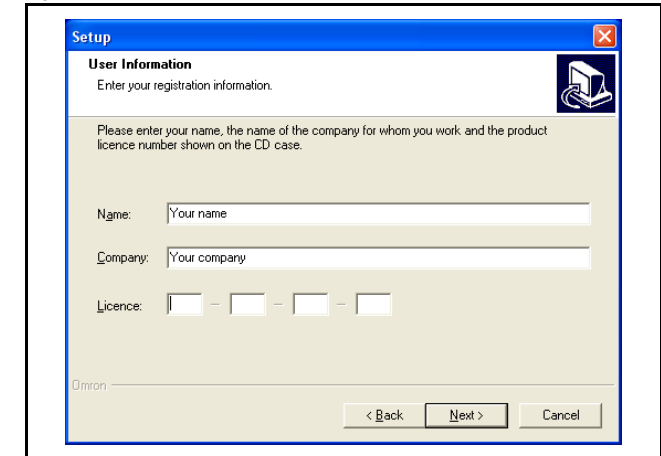 Setup
User Information
Enter your registration information.
Please enter your name, the name of the company for whom you work and the product
licence number shown on the CD case.
Name: Your name
Company: Your company
Licence: – – –
Omron
< Back Next > Cancel